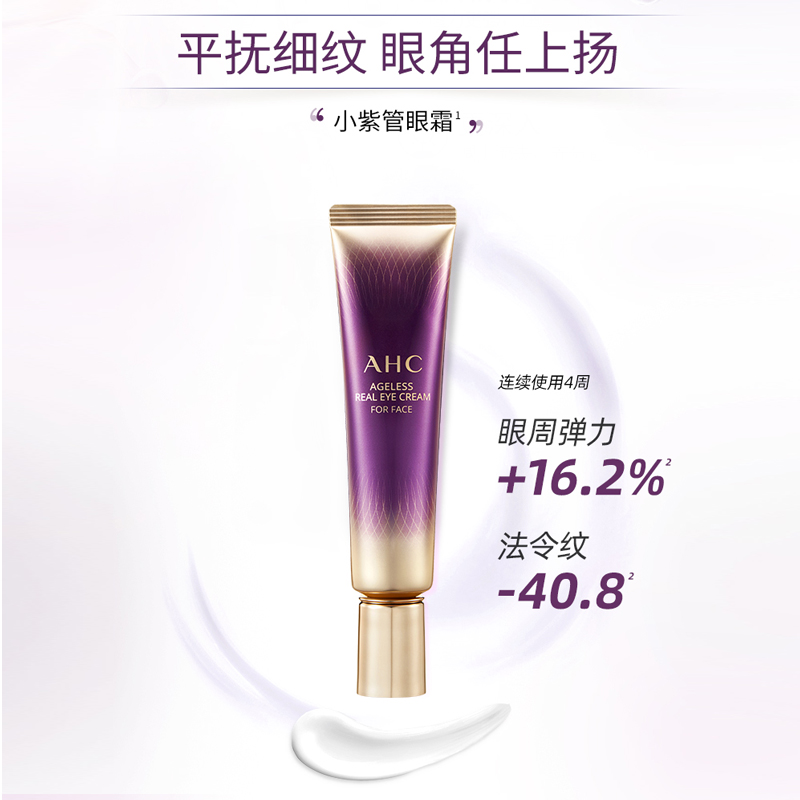 平抚细纹 眼角任上扬
“小紫管眼霜¹”
AHC
AGELESS
REAL EYE CREAM
FOR FACE
连续使用4周
眼周弹力
+16.2%²
法令纹
-40.8²